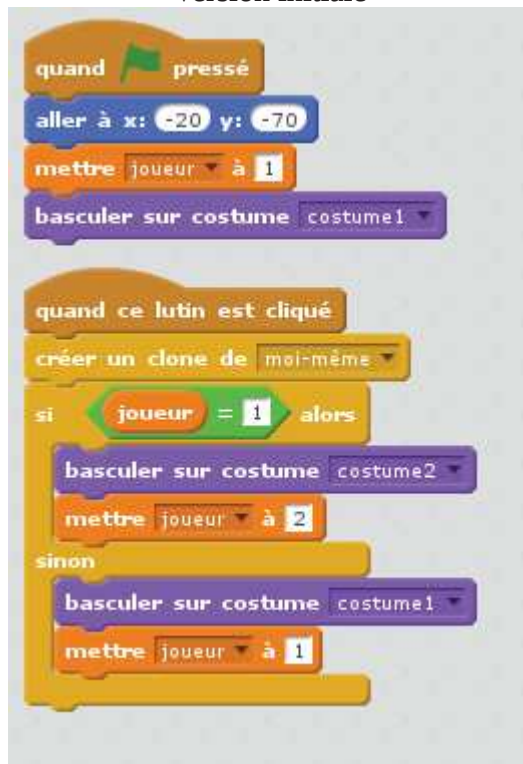 quand pressé
aller à x: -20 y: -70
mettre joueur à 1
basculer sur costume costume1
quand ce lutin est cliqué
créer un clone de moi-même
si joueur = 1 alors
basculer sur costume costume2
mettre joueur à 2
sinon
basculer sur costume costume1
mettre joueur à 1